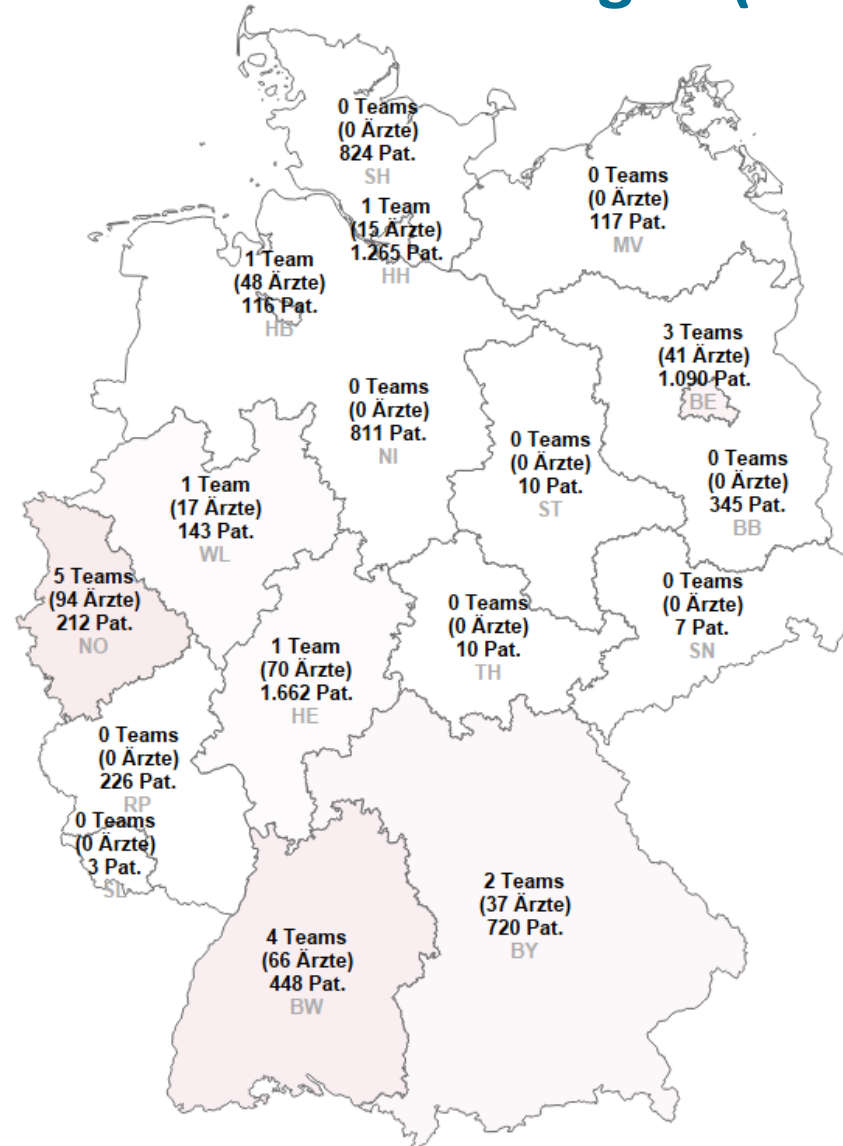 0 Teams
(0 Ärzte)
824 Pat.
SH
0 Teams
(0 Ärzte)
117 Pat.
MV
1 Team
(15 Ärzte)
1.265 Pat.
HH
1 Team
(48 Ärzte)
116 Pat.
HB
3 Teams
(41 Ärzte)
1.090 Pat.
BE
0 Teams
(0 Ärzte)
811 Pat.
NI
0 Teams
(0 Ärzte)
10 Pat.
ST
0 Teams
(0 Ärzte)
345 Pat.
BB
1 Team
(17 Ärzte)
143 Pat.
WL
5 Teams
(94 Ärzte)
212 Pat.
NO
1 Team
(70 Ärzte)
1.662 Pat.
HE
0 Teams
(0 Ärzte)
10 Pat.
TH
0 Teams
(0 Ärzte)
7 Pat.
SN
0 Teams
(0 Ärzte)
226 Pat.
RP
0 Teams
(0 Ärzte)
3 Pat.
SL
4 Teams
(66 Ärzte)
448 Pat.
BW
2 Teams
(37 Ärzte)
720 Pat.
BY